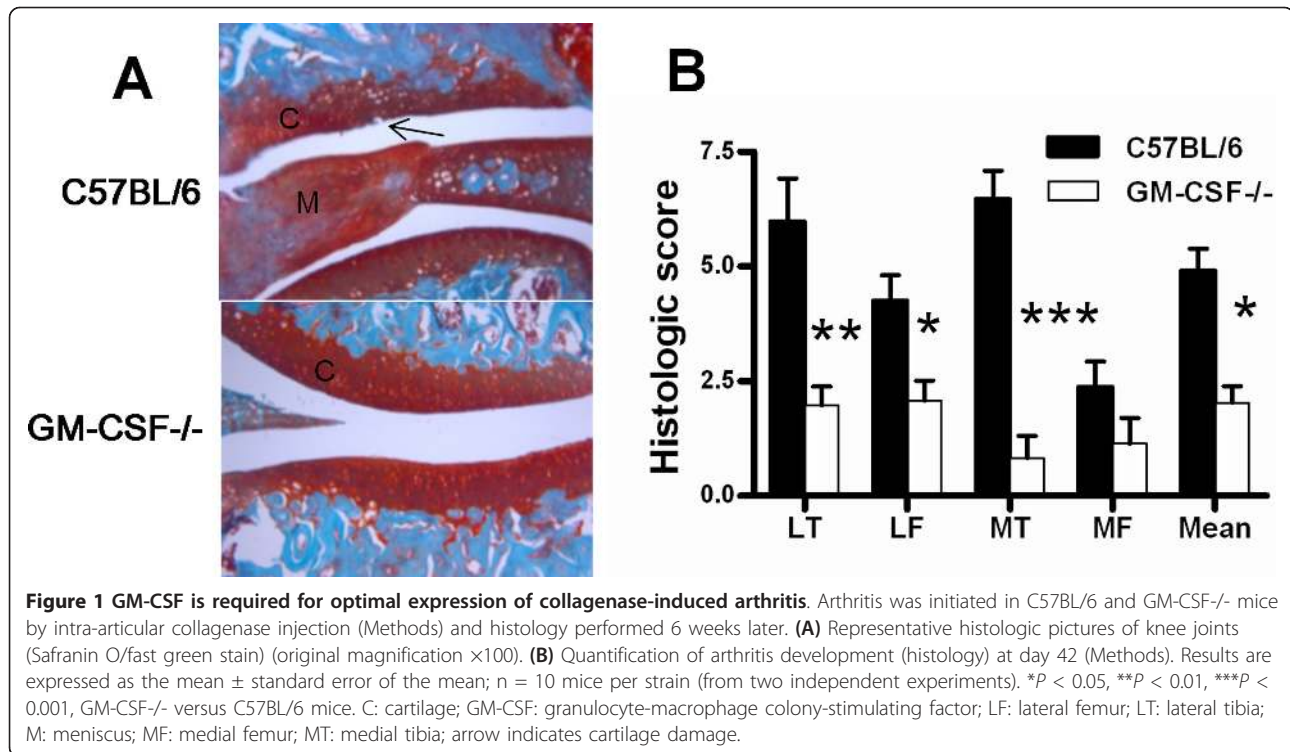 A
C57BL/6
GM-CSF-/-
C
M
C
B
C57BL/6
GM-CSF-/-
Histologic score
7.5
5.0
2.5
0.0
**
*
***
*
LT LF MT MF Mean
Figure 1 GM-CSF is required for optimal expression of collagenase-induced arthritis. Arthritis was initiated in C57BL/6 and GM-CSF-/- mice
by intra-articular collagenase injection (Methods) and histology performed 6 weeks later. (A) Representative histologic pictures of knee joints
(Safranin O/fast green stain) (original magnification ×100). (B) Quantification of arthritis development (histology) at day 42 (Methods). Results are
expressed as the mean ± standard error of the mean; n = 10 mice per strain (from two independent experiments). *P < 0.05, **P < 0.01, ***P <
0.001, GM-CSF-/- versus C57BL/6 mice. C: cartilage; GM-CSF: granulocyte-macrophage colony-stimulating factor; LF: lateral femur; LT: lateral tibia;
M: meniscus; MF: medial femur; MT: medial tibia; arrow indicates cartilage damage.